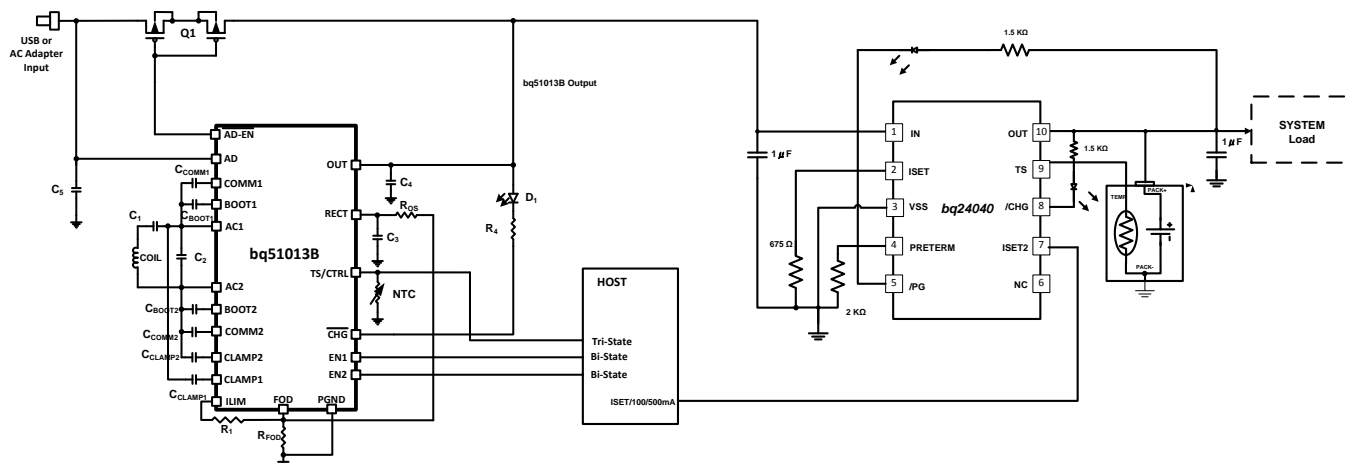 USB or
AC Adapter
Input
Q1
bq51013B Output
1.5 KΩ
AD-EN
AD
COMM1
BOOT1
AC1
AC2
BOOT2
COMM2
CLAMP2
CLAMP1
ILIM
FOD
PGND
bq51013B
OUT
RECT
TS/CTRL
CHG
EN1
EN2
C5
CCOMM1
CBOOT1
C1
COIL
C2
CBOOT2
CCOMM2
CCLAMP2
CCLAMP1
R1
RFOD
C4
D1
ROS
C3
R4
NTC
HOST
Tri-State
Bi-State
Bi-State
ISET/100/500mA
1 μF
675 Ω
2 KΩ
1 IN
2 ISET
3 VSS
4 PRETERM
5 /PG
bq24040
OUT 10
TS 9
/CHG 8
ISET2 7
NC 6
1.5 KΩ
TEMP
PACK+
+
PACK-
1 μF
SYSTEM
Load